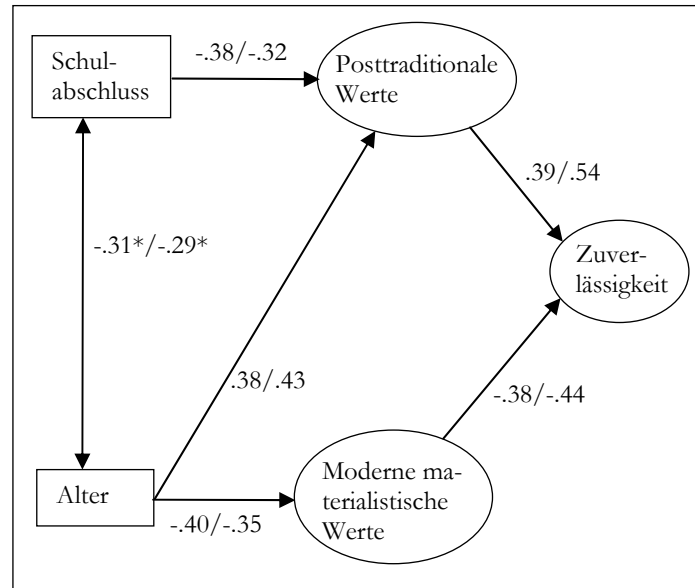 Schul-
abschluss
-.38/-.32
Posttraditionale
Werte
.39/.54
-.31*/-.29*
Zuver-
lässigkeit
.38/.43
-.38/-.44
Alter
-.40/-.35
Moderne ma-
terialistische
Werte